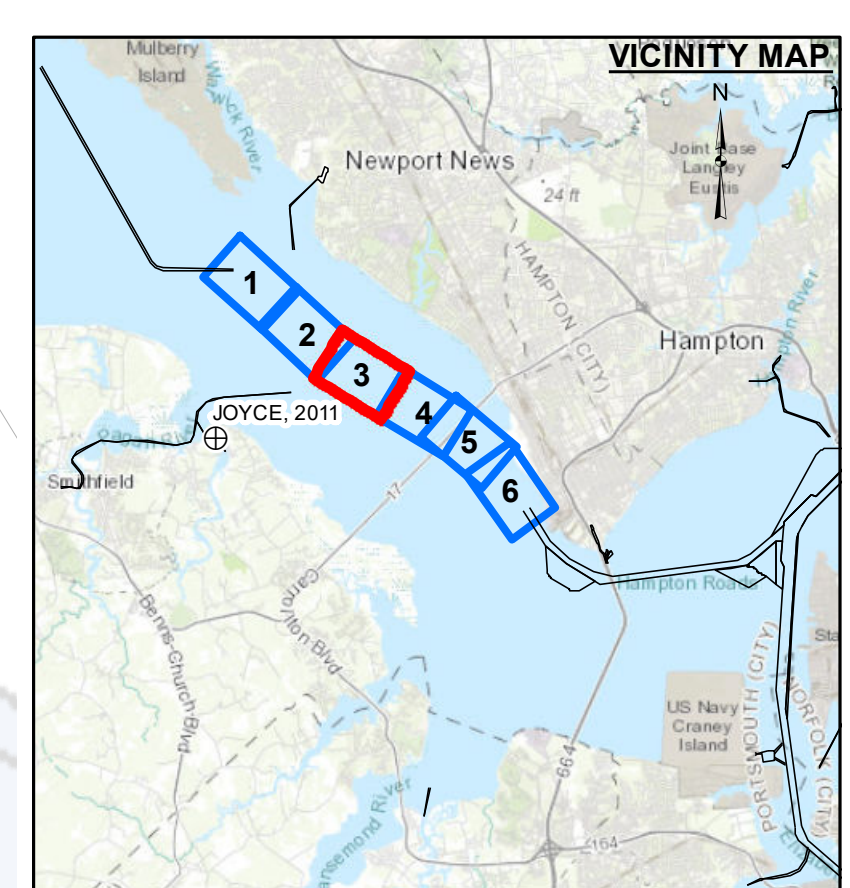 VICINITY MAP
Mulberry
Island
Warwick River
N
Newport News
Joint Base
Langley
Eustis
24 ft
HAMPTON (CITY)
1
2
3
4
5
6
Hampton
Hampton River
JOYCE, 2011
Smithfield
17
Carrollton Blvd
Benns-Church-Blvd
Hampton Roads
US Navy
Craney
Island
PORTSMOUTH (CITY)
NORFOLK (CITY)
Sta
664
164
ansemond River